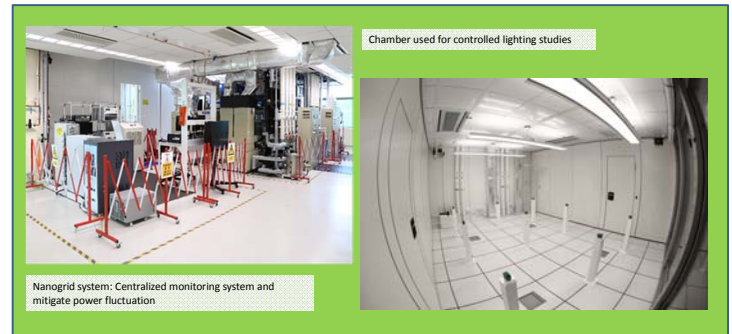 Chamber used for controlled lighting studies
Nanogrid system: Centralized monitoring system and
mitigate power fluctuation